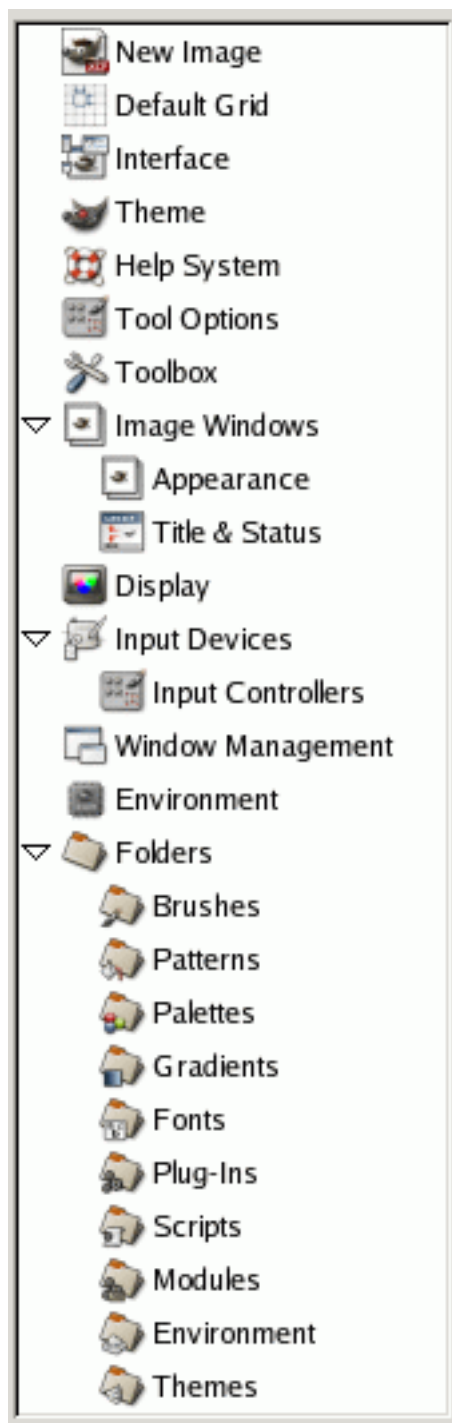 New Image
Default Grid
Interface
Theme
Help System
Tool Options
Toolbox
Image Windows
Appearance
Title & Status
Display
Input Devices
Input Controllers
Window Management
Environment
Folders
Brushes
Patterns
Palettes
Gradients
Fonts
Plug-Ins
Scripts
Modules
Environment
Themes